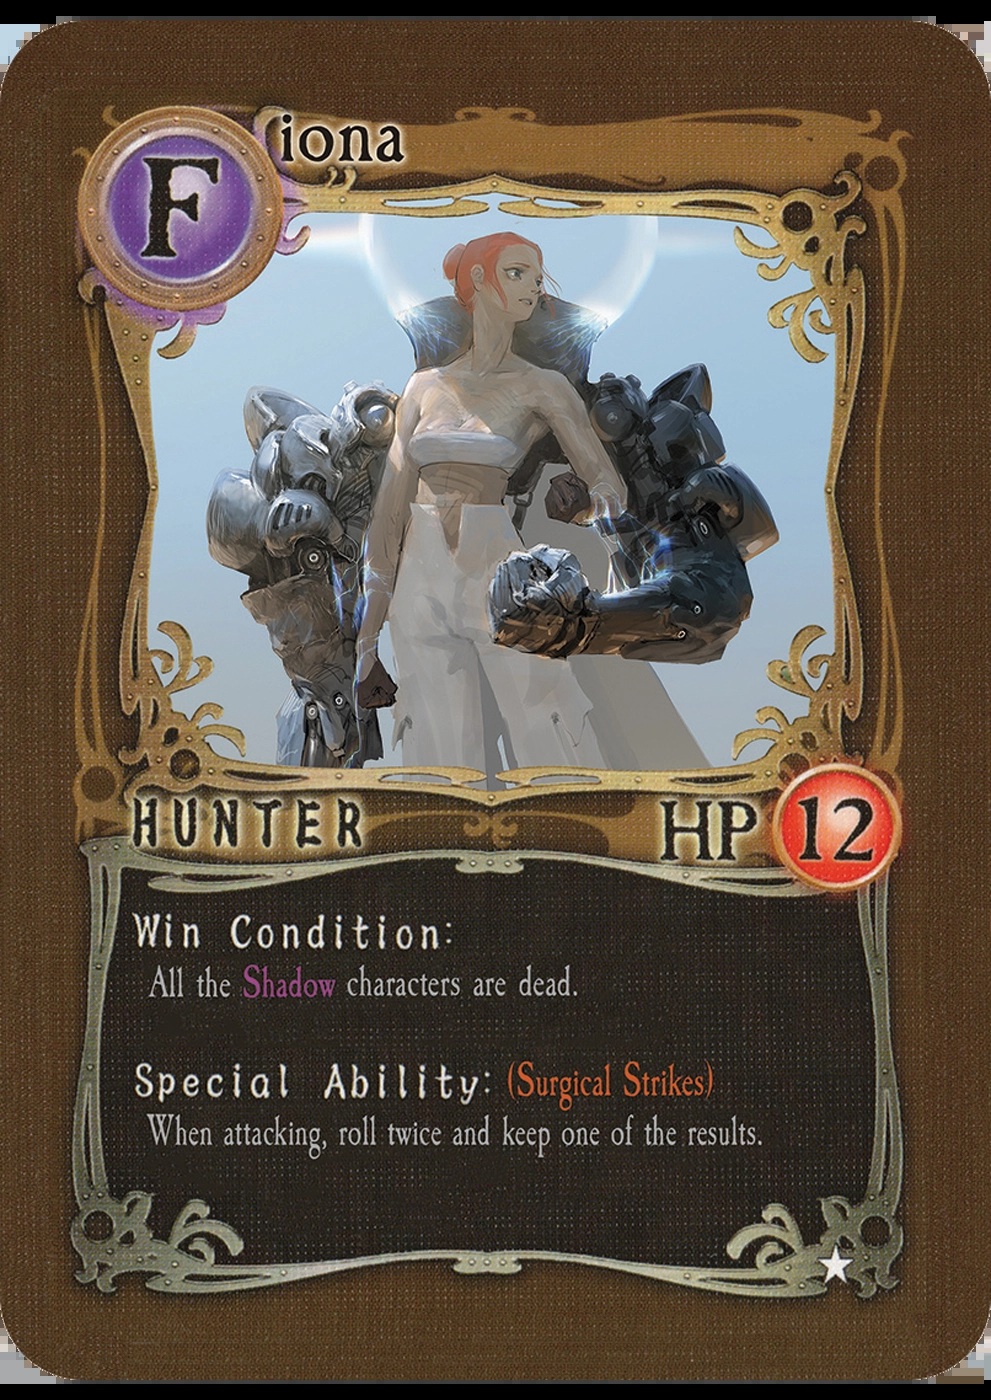 Fiona
HUNTER HP 12
Win Condition:
All the Shadow characters are dead.
Special Ability: (Surgical Strikes)
When attacking, roll twice and keep one of the results.